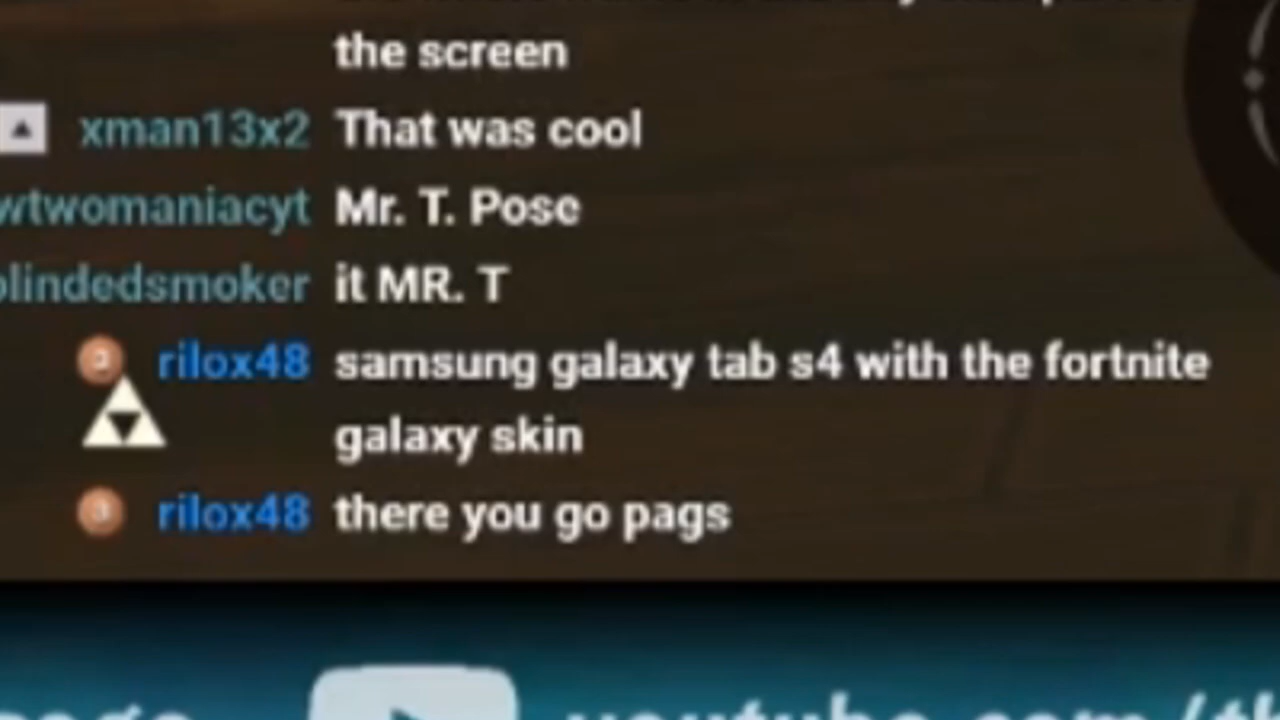 the screen
xman13x2 That was cool
wtwomaniacyt Mr. T. Pose
blindedsmoker it MR. T
rilox48 samsung galaxy tab s4 with the fortnite
galaxy skin
rilox48 there you go pags